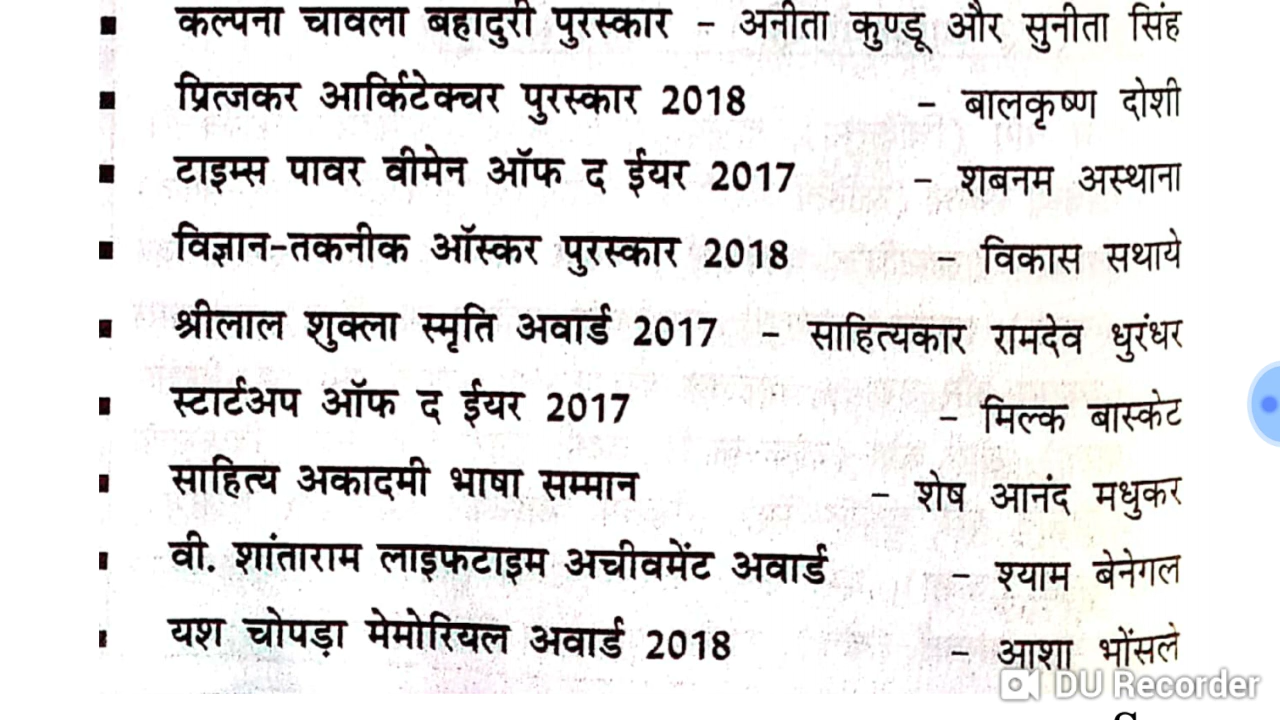 ▪ कल्पना चावला बहादुरी पुरस्कार – अनीता कुण्डू और सुनीता सिंह
▪ प्रित्जकर आर्किटेक्चर पुरस्कार 2018 – बालकृष्ण दोशी
▪ टाइम्स पावर वीमेन ऑफ द ईयर 2017 – शबनम अस्थाना
▪ विज्ञान-तकनीक ऑस्कर पुरस्कार 2018 – विकास सथाये
▪ श्रीलाल शुक्ला स्मृति अवार्ड 2017 – साहित्यकार रामदेव धुरंधर
▪ स्टार्टअप ऑफ द ईयर 2017 – मिल्क बास्केट
▪ साहित्य अकादमी भाषा सम्मान – शेष आनंद मधुकर
▪ वी. शांताराम लाइफटाइम अचीवमेंट अवार्ड – श्याम बेनेगल
▪ यश चोपड़ा मेमोरियल अवार्ड 2018 – आशा भोंसले
DU Recorder